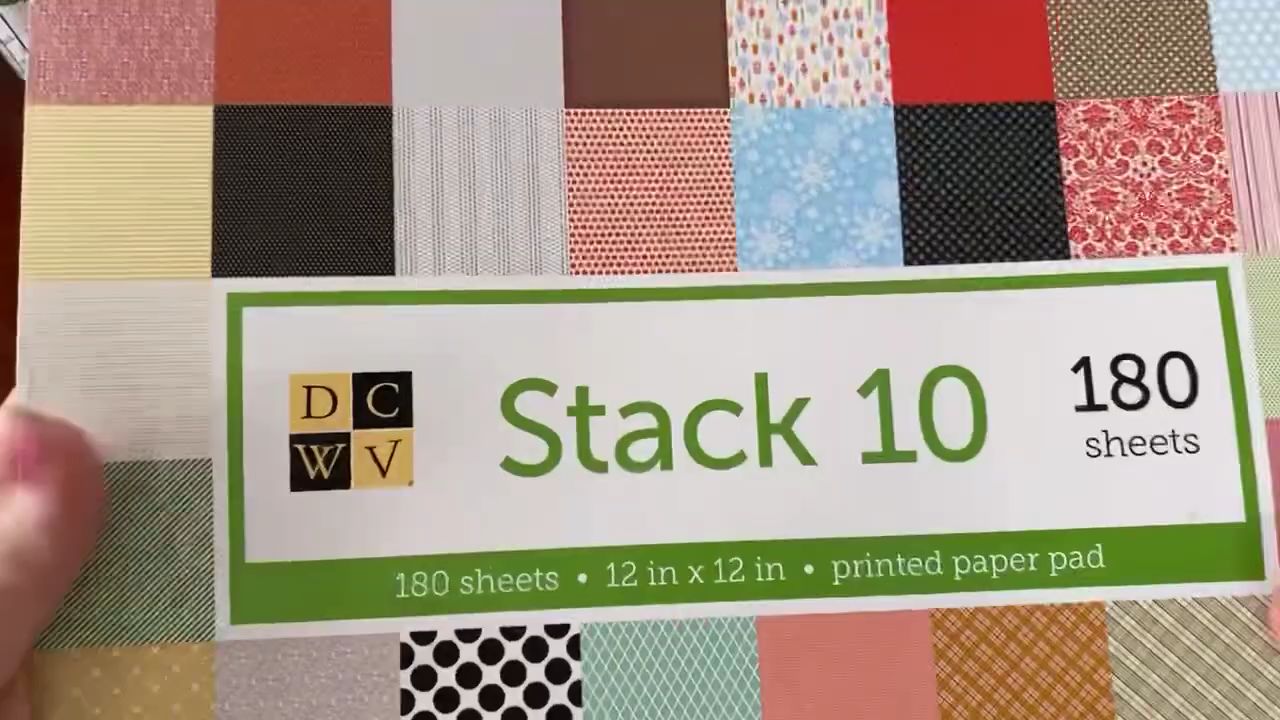 D C
W V
Stack 10
180
sheets
180 sheets • 12 in x 12 in • printed paper pad